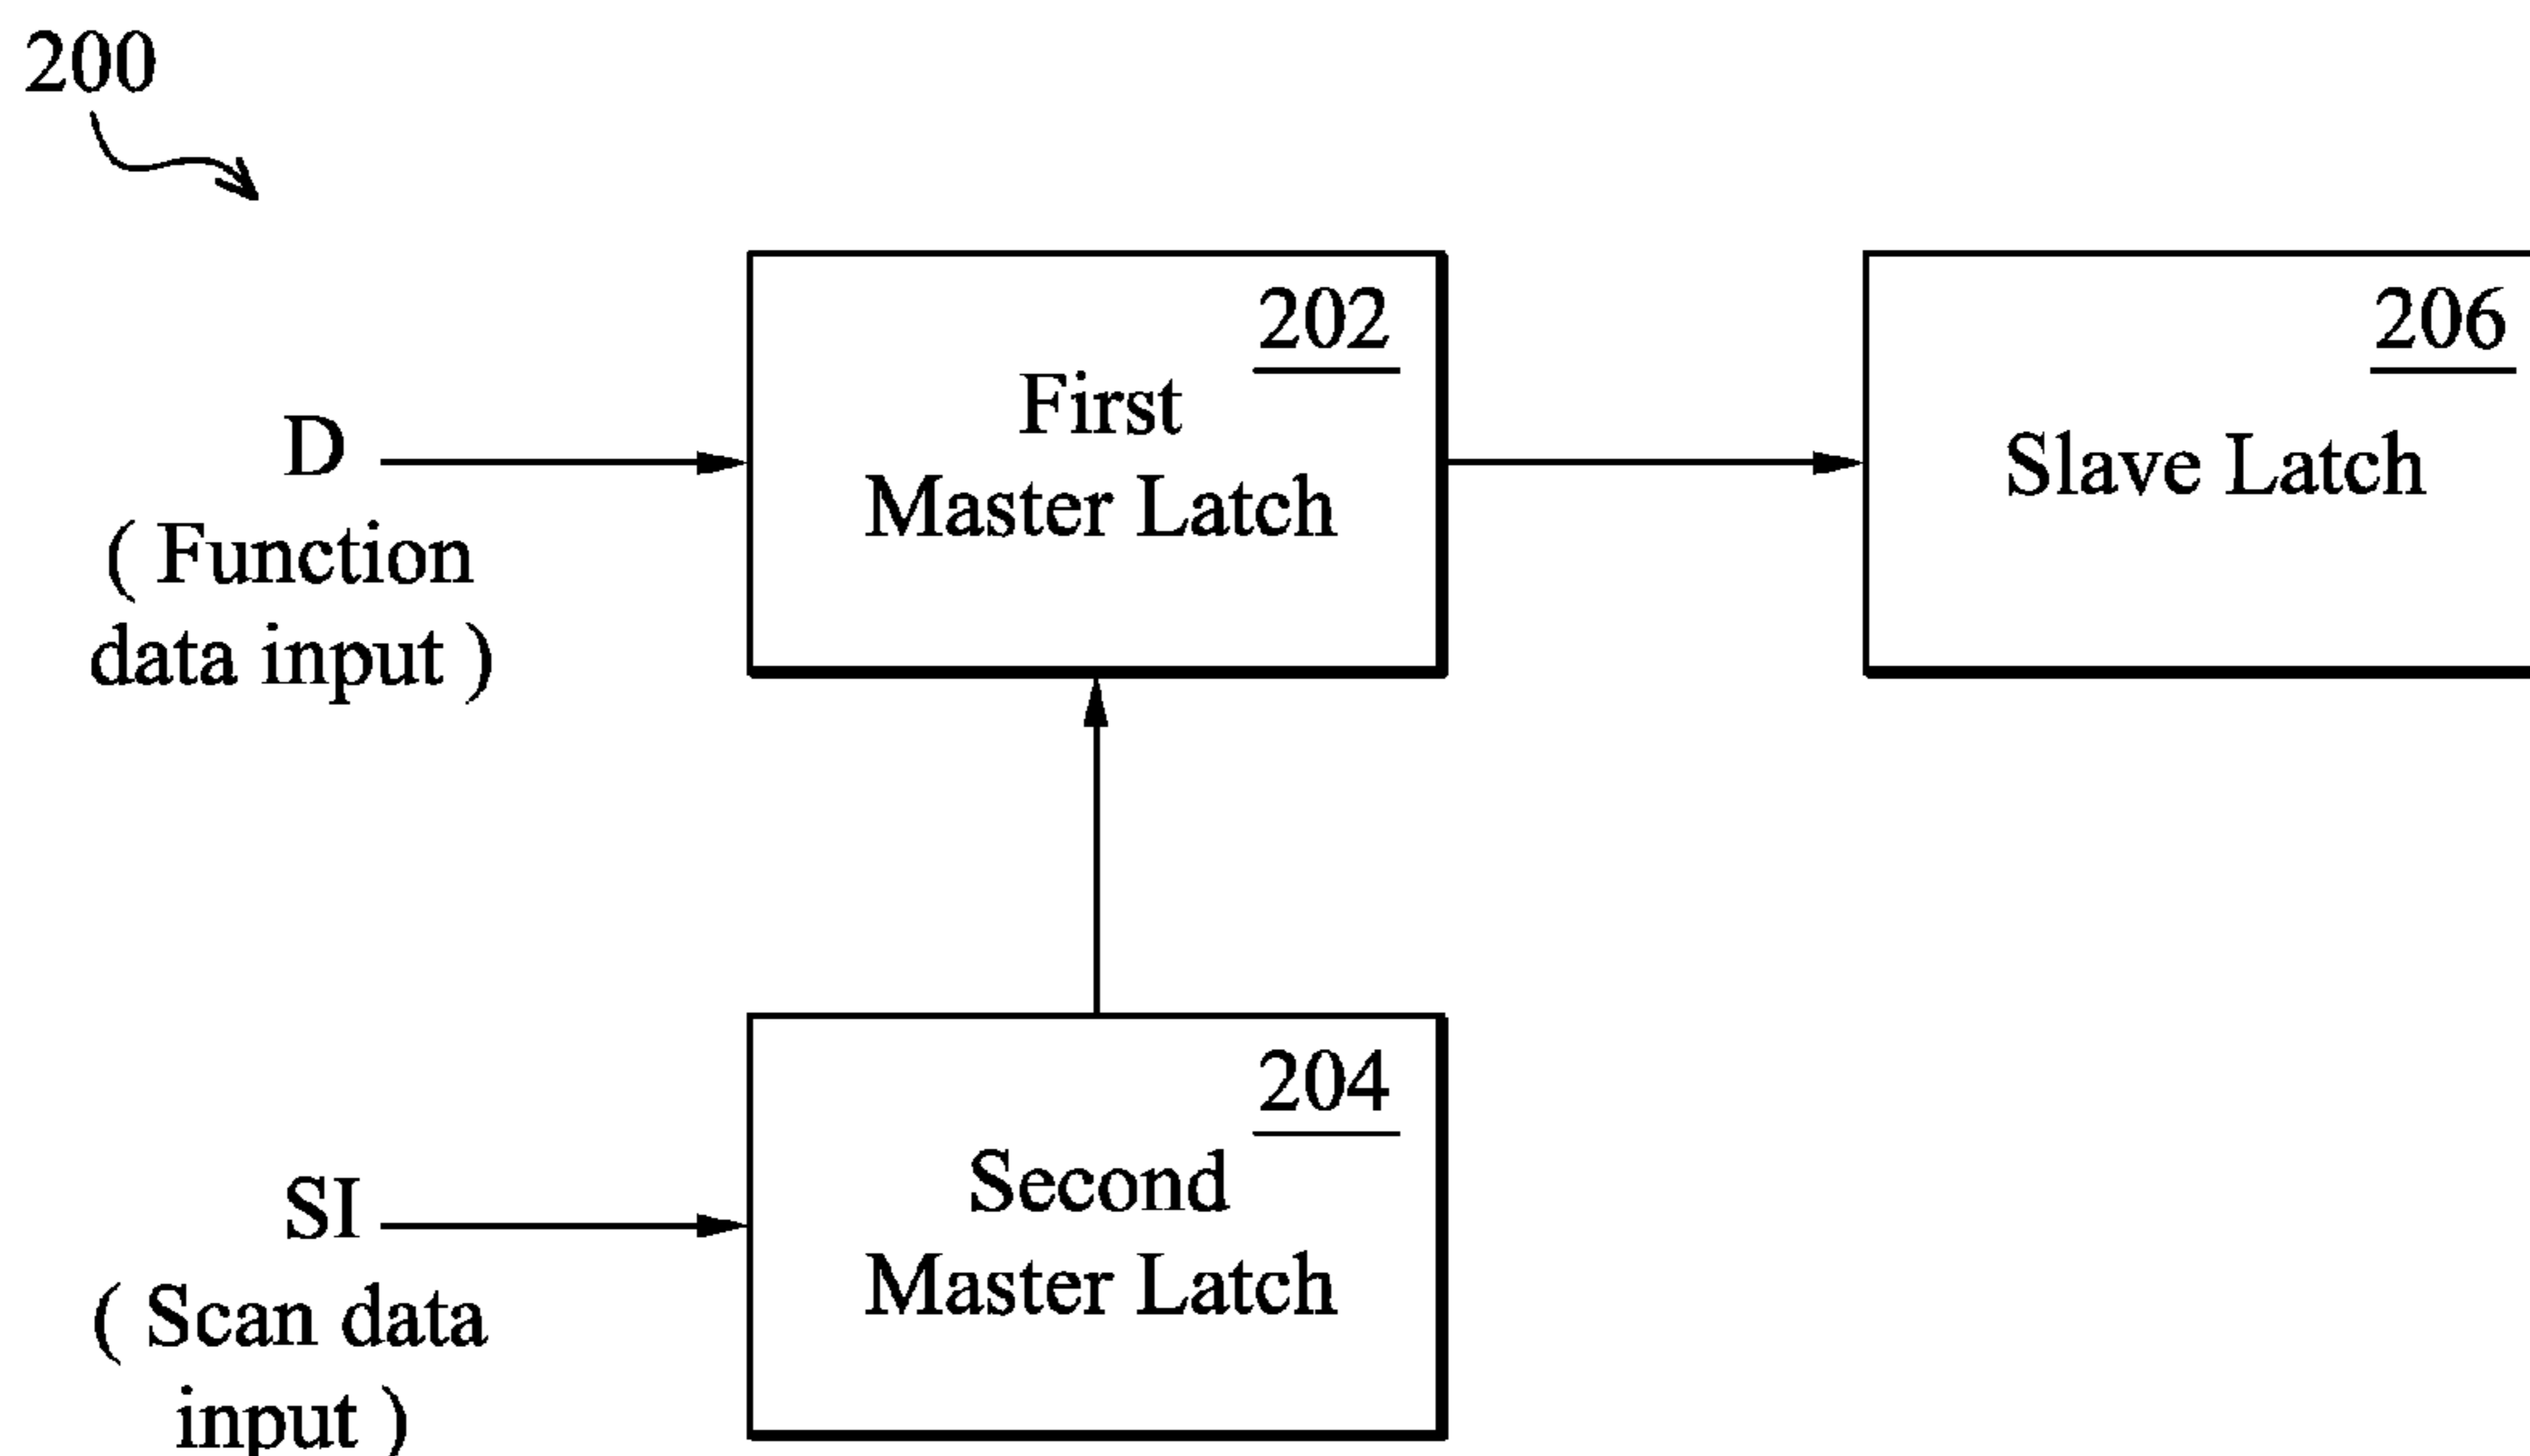 200
202
First
Master Latch
206
Slave Latch
D
( Function
data input )
204
Second
Master Latch
SI
( Scan data
input )